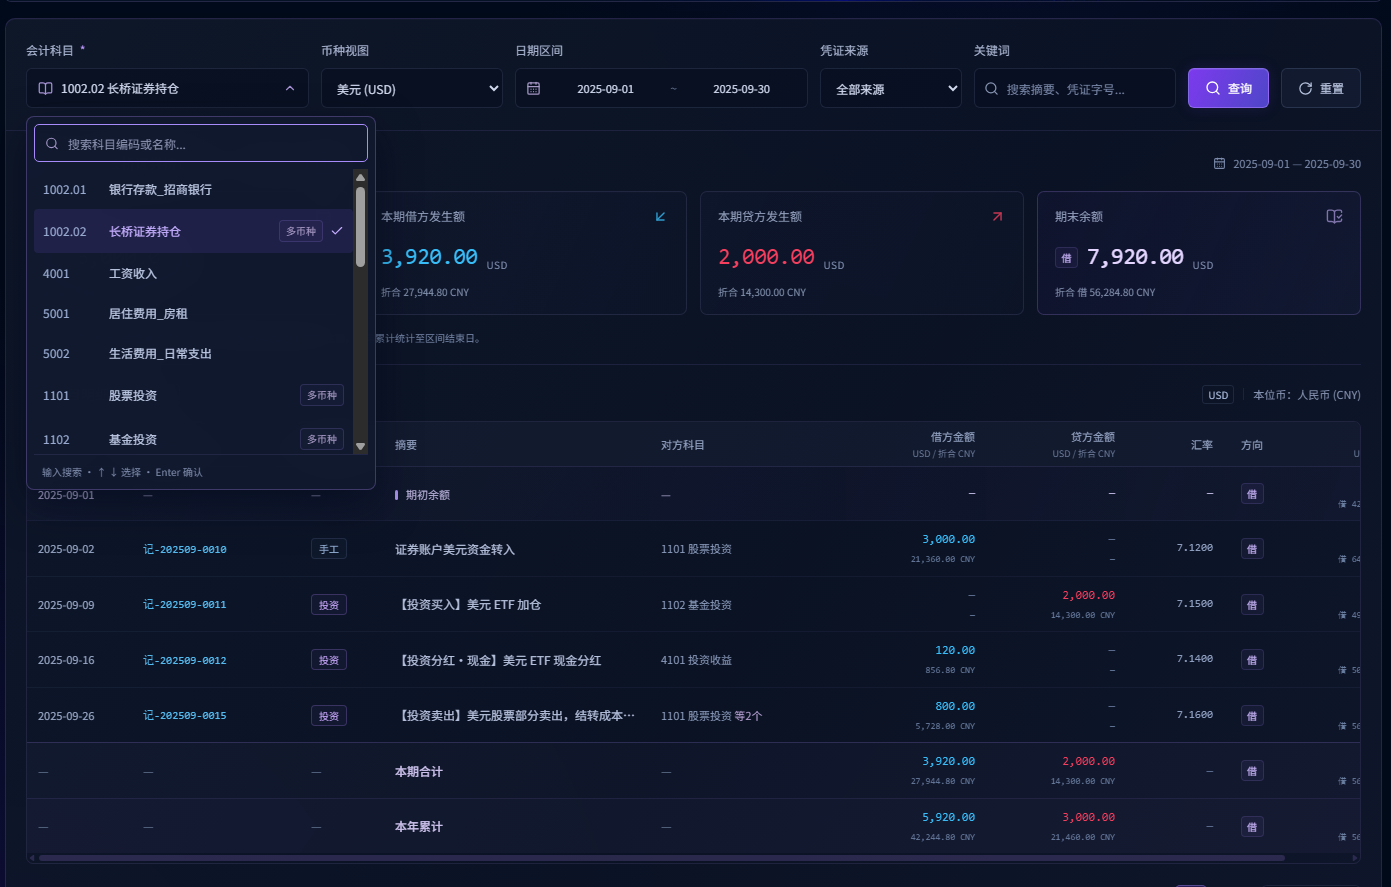 会计科目 *
币种视图
日期区间
凭证来源
关键词
1002.02 长桥证券持仓
美元 (USD)
2025-09-01 ~ 2025-09-30
全部来源
搜索摘要、凭证字号...
查询
重置
搜索科目编码或名称...
1002.01 银行存款_招商银行
1002.02 长桥证券持仓 多币种
4001 工资收入
5001 居住费用_房租
5002 生活费用_日常支出
1101 股票投资 多币种
1102 基金投资 多币种
输入搜索 · ↑ ↓ 选择 · Enter 确认
2025-09-01 — 2025-09-30
本期借方发生额
3,920.00 USD
折合 27,944.80 CNY
本期贷方发生额
2,000.00 USD
折合 14,300.00 CNY
期末余额
借 7,920.00 USD
折合 借 56,284.80 CNY
累计统计至区间结束日。
USD 本位币：人民币 (CNY)
摘要 对方科目 借方金额 贷方金额 汇率 方向
USD / 折合 CNY USD / 折合 CNY
2025-09-01 — — 期初余额 — — — — 借
2025-09-02 记-202509-0010 手工 证券账户美元资金转入 1101 股票投资 3,000.00 — 7.1200 借
21,360.00 CNY —
2025-09-09 记-202509-0011 投资 【投资买入】美元 ETF 加仓 1102 基金投资 — 2,000.00 7.1500 借
— 14,300.00 CNY
2025-09-16 记-202509-0012 投资 【投资分红·现金】美元 ETF 现金分红 4101 投资收益 120.00 — 7.1400 借
856.80 CNY —
2025-09-26 记-202509-0015 投资 【投资卖出】美元股票部分卖出，结转成本… 1101 股票投资 等2个 800.00 — 7.1600 借
5,728.00 CNY —
— — — 本期合计 — 3,920.00 2,000.00 — 借
27,944.80 CNY 14,300.00 CNY
— — — 本年累计 — 5,920.00 3,000.00 — 借
42,244.80 CNY 21,460.00 CNY